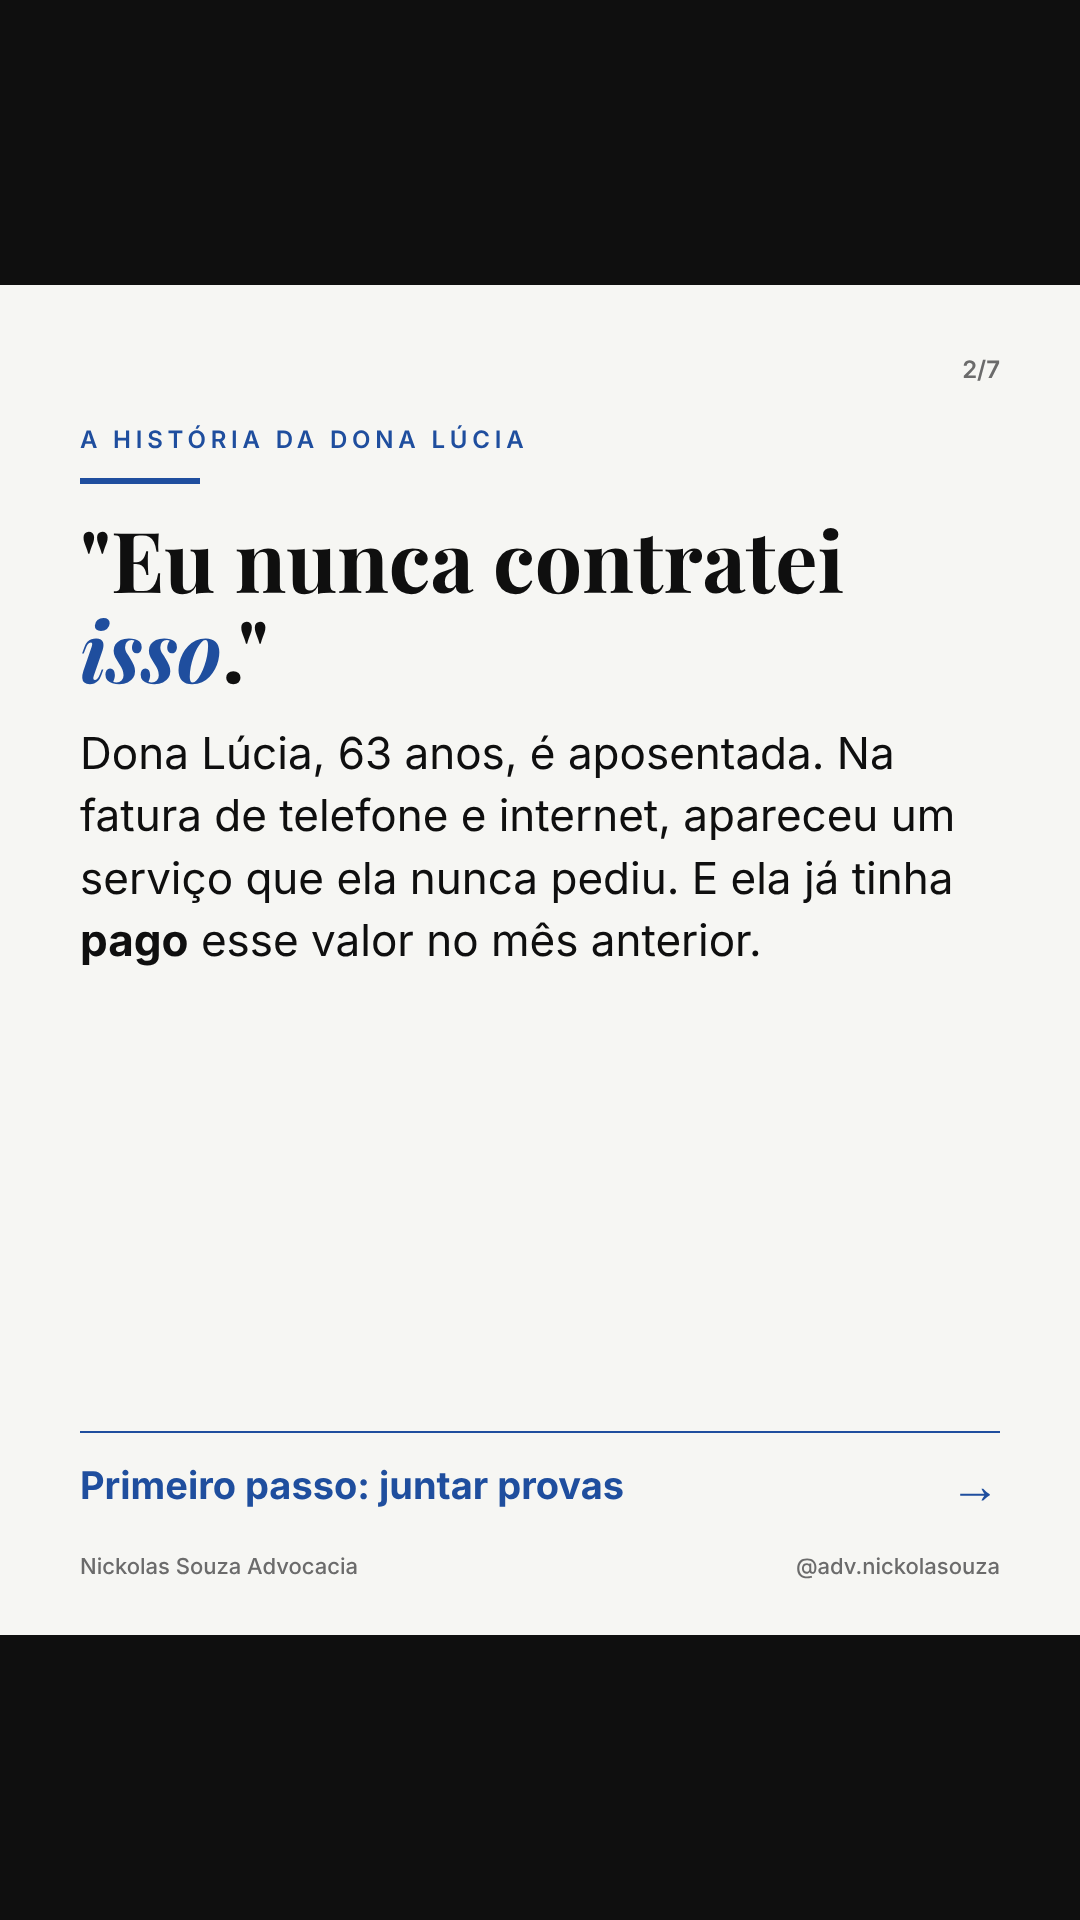 2/7
A HISTÓRIA DA DONA LÚCIA
"Eu nunca contratei
isso."
Dona Lúcia, 63 anos, é aposentada. Na
fatura de telefone e internet, apareceu um
serviço que ela nunca pediu. E ela já tinha
pago esse valor no mês anterior.
Primeiro passo: juntar provas →
Nickolas Souza Advocacia
@adv.nickolasouza